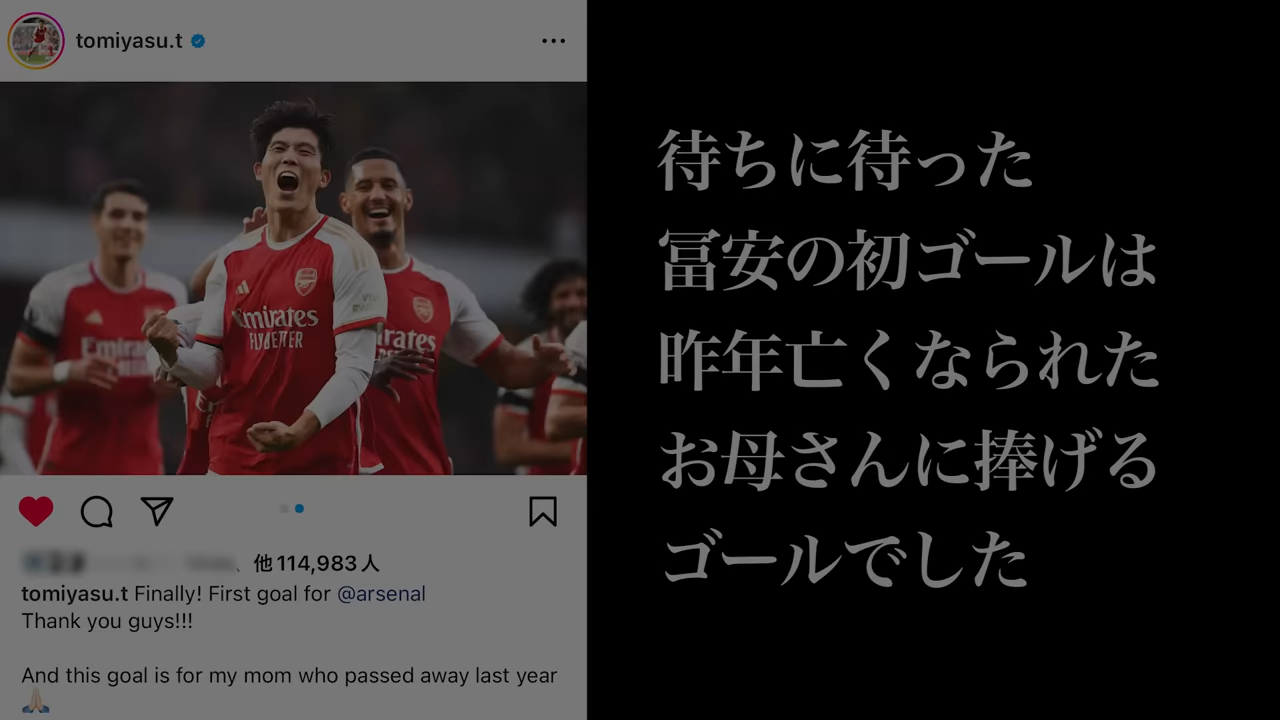 tomiyasu.t
Emirates
FLY BETTER
、他 114,983 人
tomiyasu.t Finally! First goal for @arsenal
Thank you guys!!!
And this goal is for my mom who passed away last year
🙏🏻
待ちに待った
冨安の初ゴールは
昨年亡くなられた
お母さんに捧げる
ゴールでした